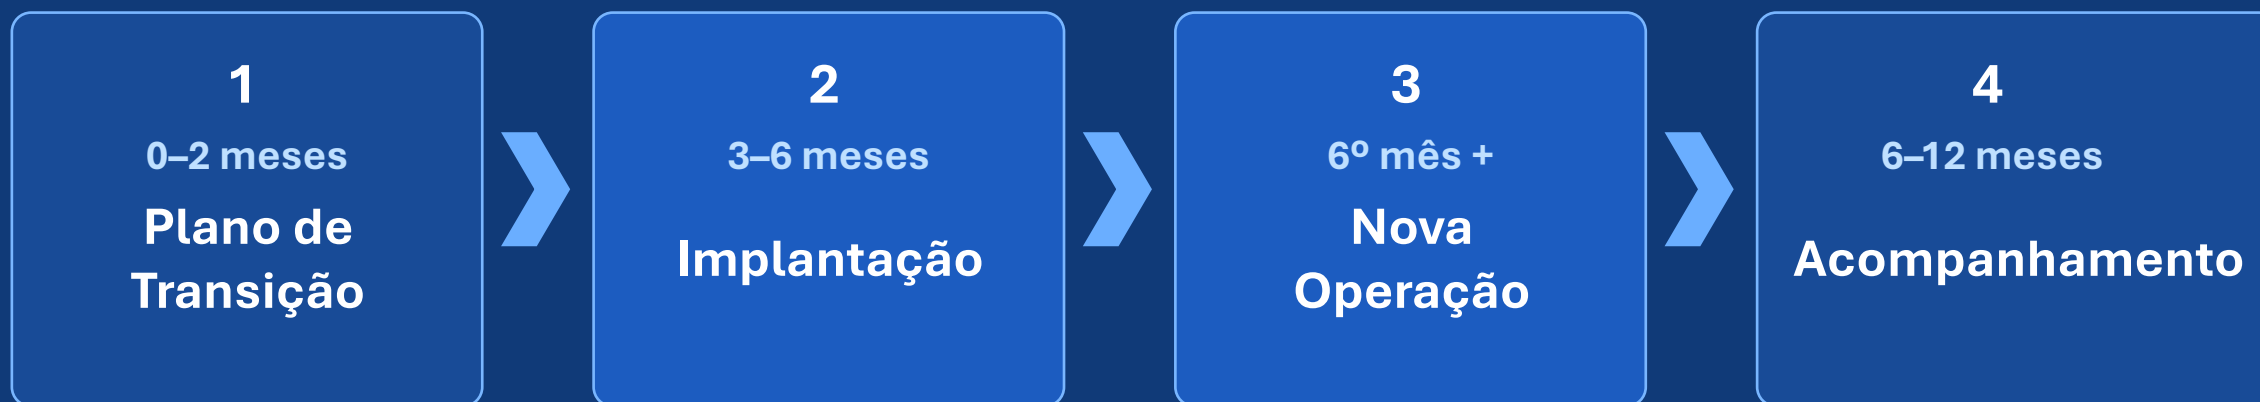 1
0–2 meses
Plano de
Transição
2
3–6 meses
Implantação
3
6º mês +
Nova
Operação
4
6–12 meses
Acompanhamento